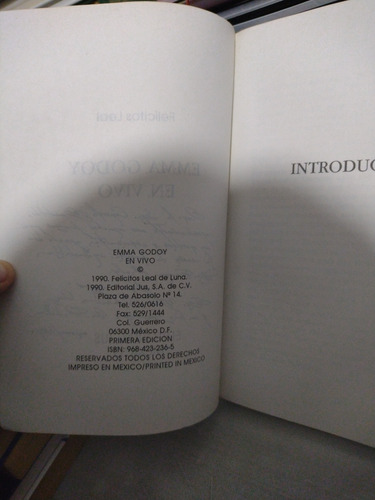 EMMA GODOY
EN VIVO
©
1990. Felicitos Leal de Luna.
1990. Editorial Jus, S.A. de C.V.
Plaza de Abasolo Nº 14.
Tel. 526/0616
Fax: 529/1444
Col. Guerrero
06300 México D.F.
PRIMERA EDICION
ISBN: 968-423-236-5
RESERVADOS TODOS LOS DERECHOS
IMPRESO EN MEXICO/PRINTED IN MEXICO
INTRODUC